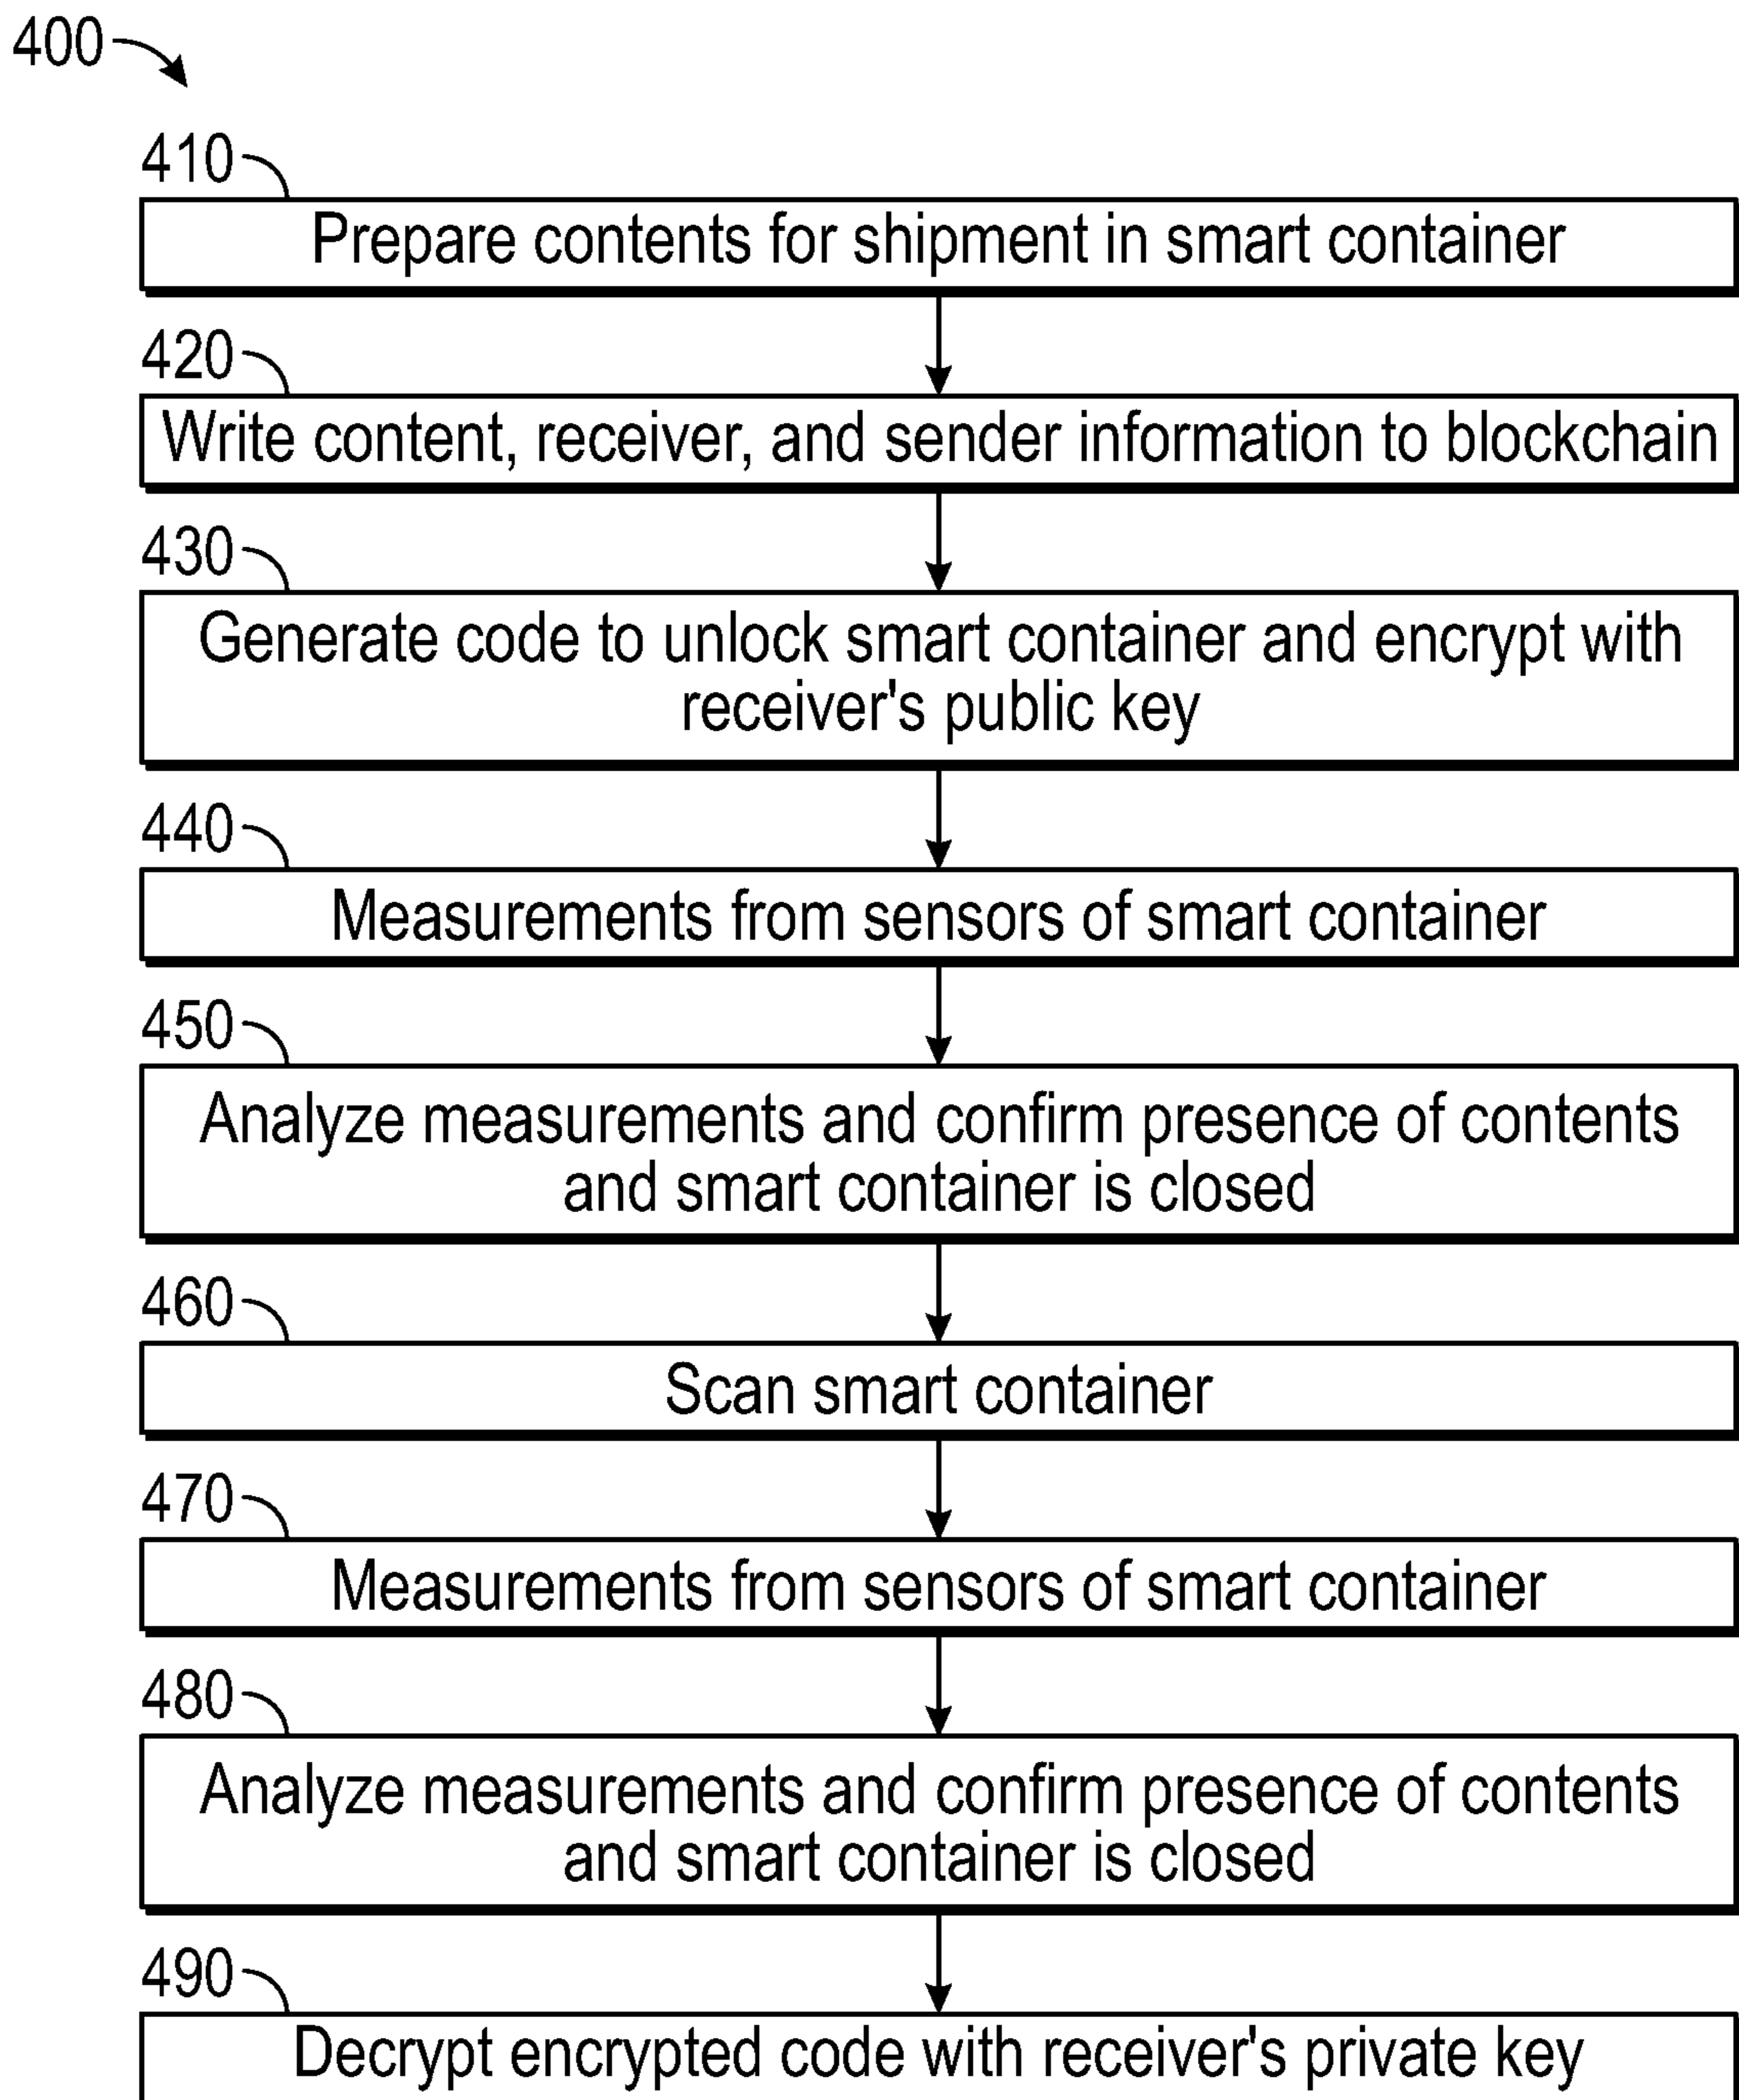 400
410
Prepare contents for shipment in smart container
420
Write content, receiver, and sender information to blockchain
430
Generate code to unlock smart container and encrypt with
receiver's public key
440
Measurements from sensors of smart container
450
Analyze measurements and confirm presence of contents
and smart container is closed
460
Scan smart container
470
Measurements from sensors of smart container
480
Analyze measurements and confirm presence of contents
and smart container is closed
490
Decrypt encrypted code with receiver's private key